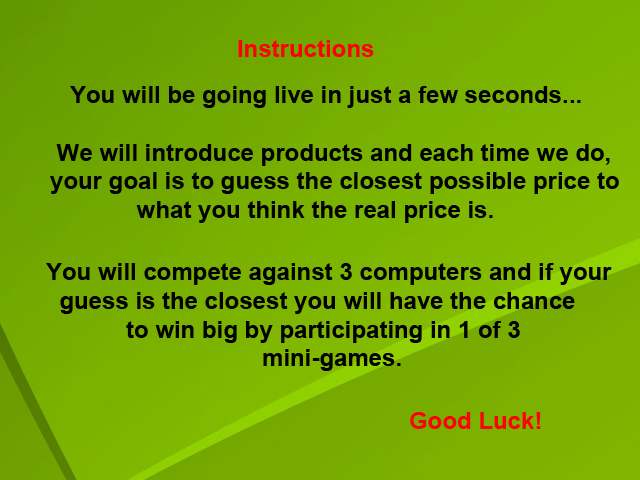 Instructions
You will be going live in just a few seconds...
We will introduce products and each time we do,
your goal is to guess the closest possible price to
what you think the real price is.
You will compete against 3 computers and if your
guess is the closest you will have the chance
to win big by participating in 1 of 3
mini-games.
Good Luck!